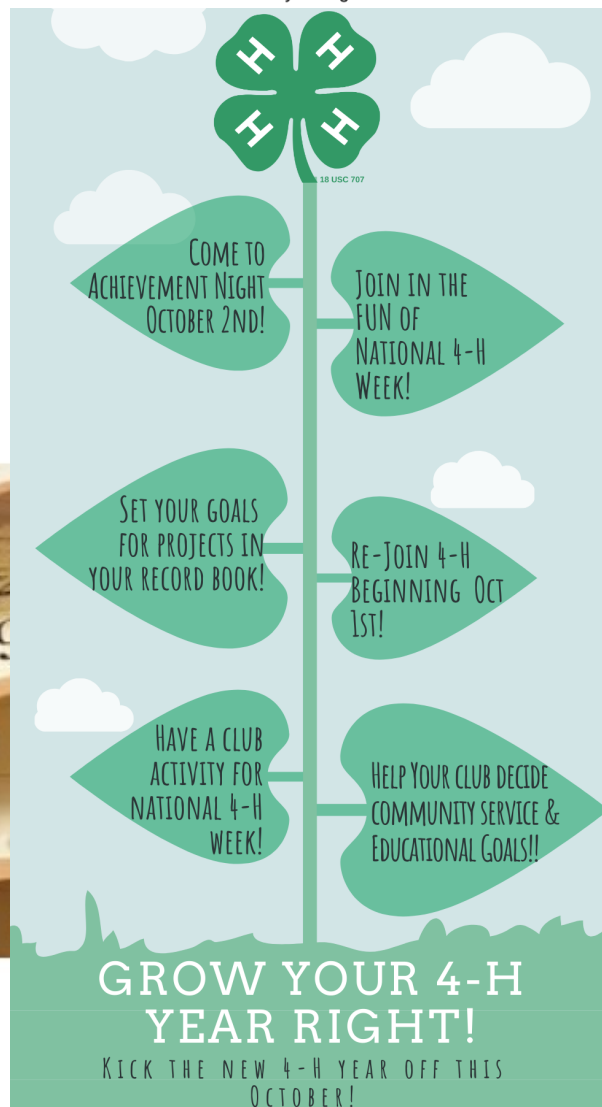 H H
H H
18 USC 707
Come to
Achievement Night
October 2nd!
Join in the
FUN of
National 4-H
Week!
Set your goals
for projects in
your record book!
Re-Join 4-H
Beginning Oct
1st!
Have a club
activity for
national 4-H
week!
Help Your club decide
community service &
Educational Goals!!
GROW YOUR 4-H
YEAR RIGHT!
Kick the new 4-H year off this
October!